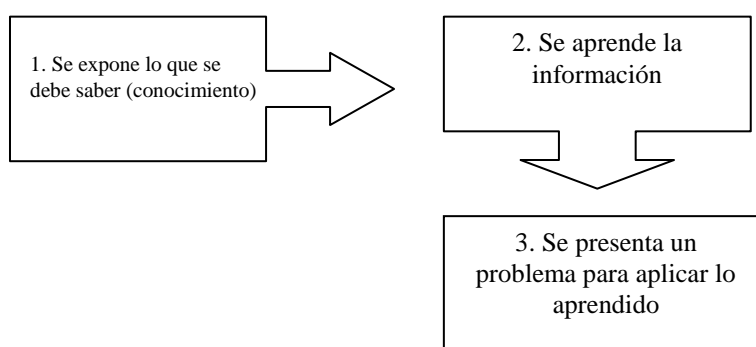 1. Se expone lo que se
debe saber (conocimiento)
2. Se aprende la
información
3. Se presenta un
problema para aplicar lo
aprendido